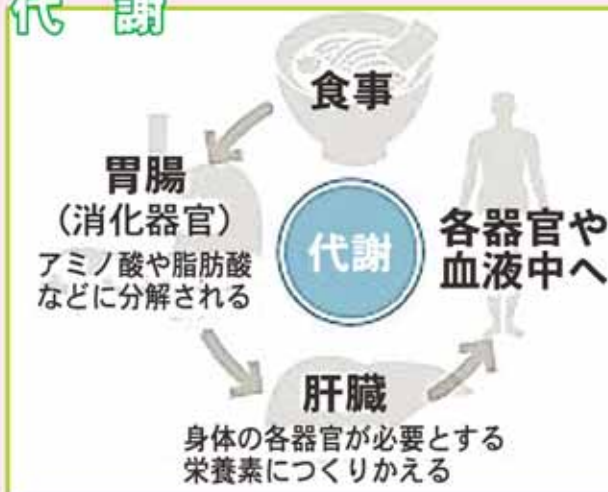 代謝
食事
胃腸
（消化器官）
アミノ酸や脂肪酸
などに分解される
代謝
各器官や
血液中へ
肝臓
身体の各器官が必要とする
栄養素につくりかえる